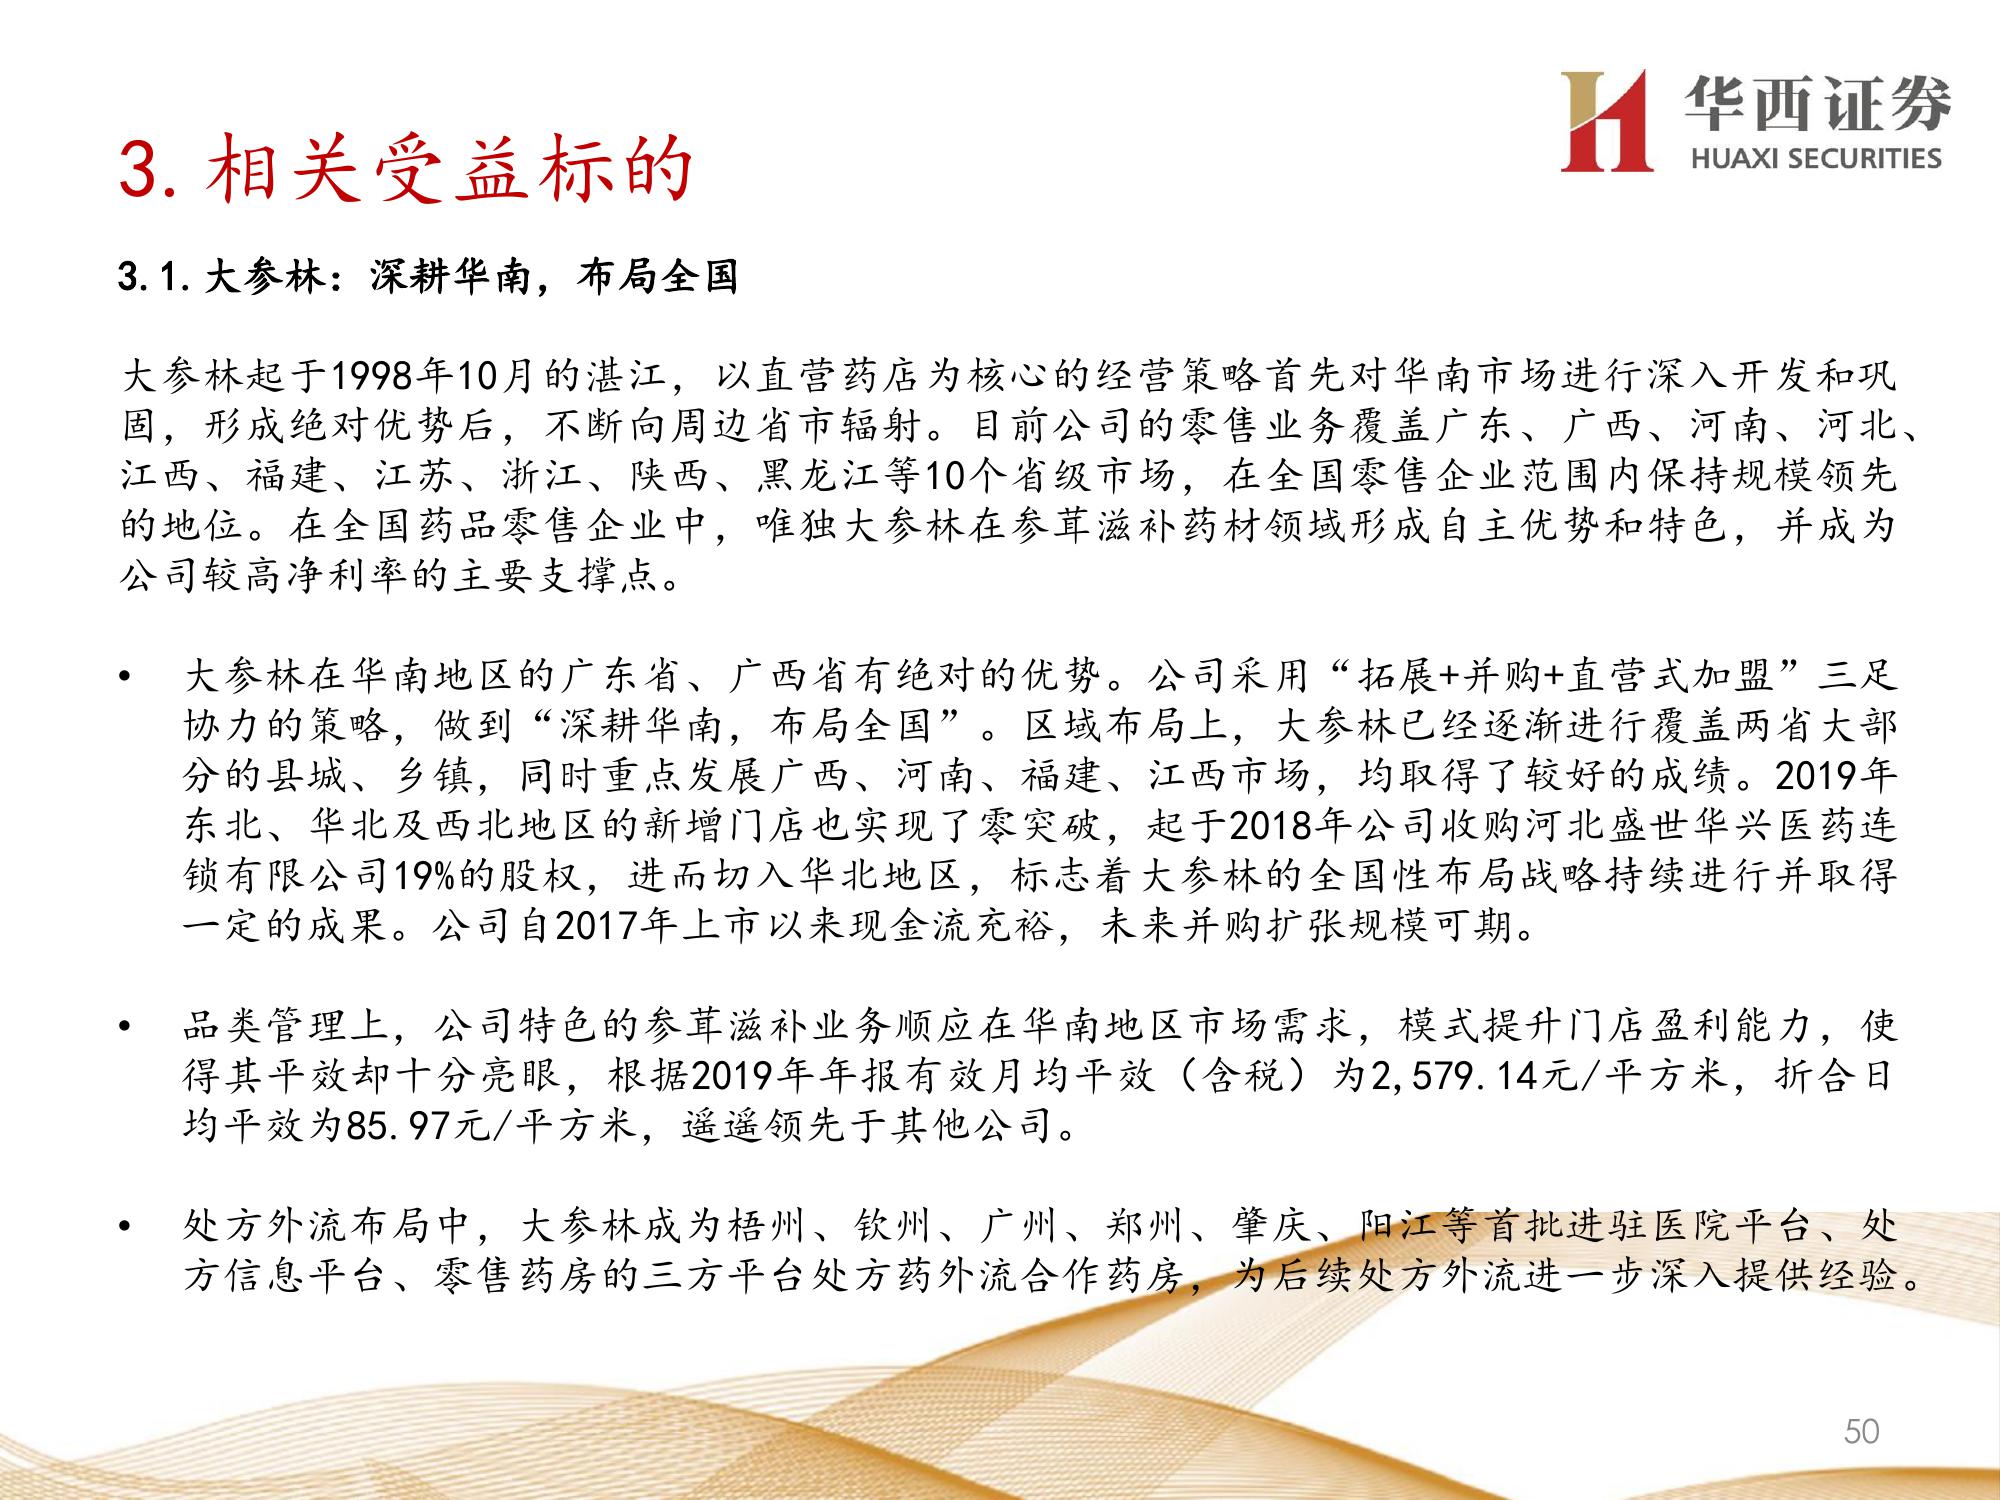 华西证券
HUAXI SECURITIES
3.相关受益标的
3.1.大参林：深耕华南，布局全国
大参林起于1998年10月的湛江，以直营药店为核心的经营策略首先对华南市场进行深入开发和巩
固，形成绝对优势后，不断向周边省市辐射。目前公司的零售业务覆盖广东、广西、河南、河北、
江西、福建、江苏、浙江、陕西、黑龙江等10个省级市场，在全国零售企业范围内保持规模领先
的地位。在全国药品零售企业中，唯独大参林在参茸滋补药材领域形成自主优势和特色，并成为
公司较高净利率的主要支撑点。
• 大参林在华南地区的广东省、广西省有绝对的优势。公司采用“拓展+并购+直营式加盟”三足
协力的策略，做到“深耕华南，布局全国”。区域布局上，大参林已经逐渐进行覆盖两省大部
分的县城、乡镇，同时重点发展广西、河南、福建、江西市场，均取得了较好的成绩。2019年
东北、华北及西北地区的新增门店也实现了零突破，起于2018年公司收购河北盛世华兴医药连
锁有限公司19%的股权，进而切入华北地区，标志着大参林的全国性布局战略持续进行并取得
一定的成果。公司自2017年上市以来现金流充裕，未来并购扩张规模可期。
• 品类管理上，公司特色的参茸滋补业务顺应在华南地区市场需求，模式提升门店盈利能力，使
得其平效却十分亮眼，根据2019年年报有效月均平效（含税）为2,579.14元/平方米，折合日
均平效为85.97元/平方米，遥遥领先于其他公司。
• 处方外流布局中，大参林成为梧州、钦州、广州、郑州、肇庆、阳江等首批进驻医院平台、处
方信息平台、零售药房的三方平台处方药外流合作药房，为后续处方外流进一步深入提供经验。
50